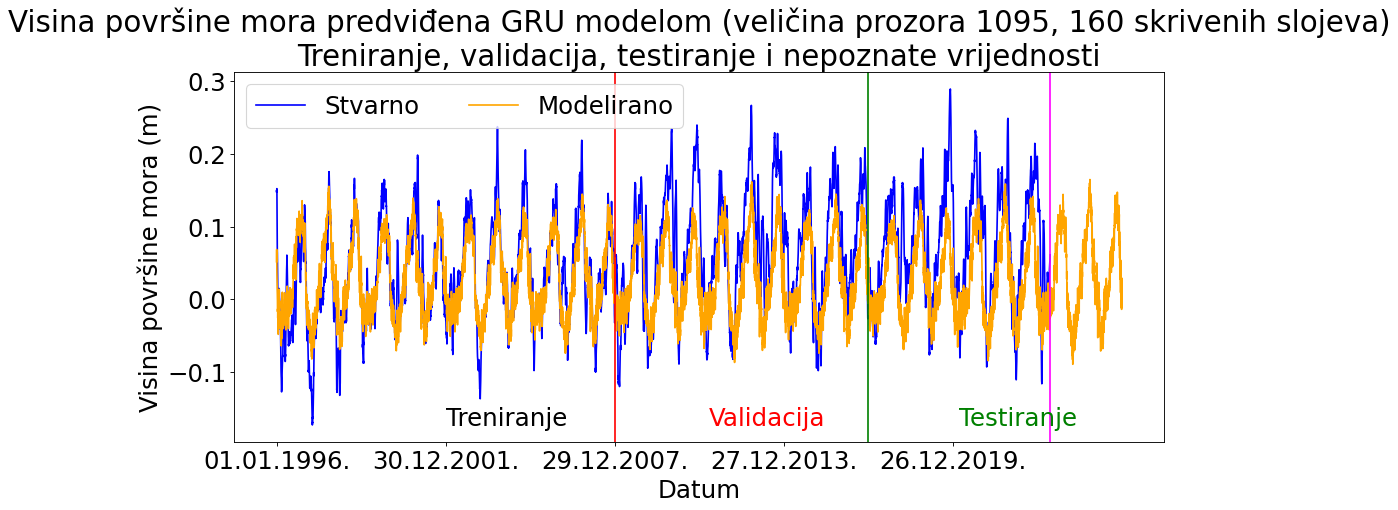 Visina površine mora predviđena GRU modelom (veličina prozora 1095, 160 skrivenih slojeva)
Treniranje, validacija, testiranje i nepoznate vrijednosti
Stvarno
Modelirano
Visina površine mora (m)
0.3
0.2
0.1
0.0
−0.1
Treniranje
Validacija
Testiranje
01.01.1996.
30.12.2001.
29.12.2007.
27.12.2013.
26.12.2019.
Datum